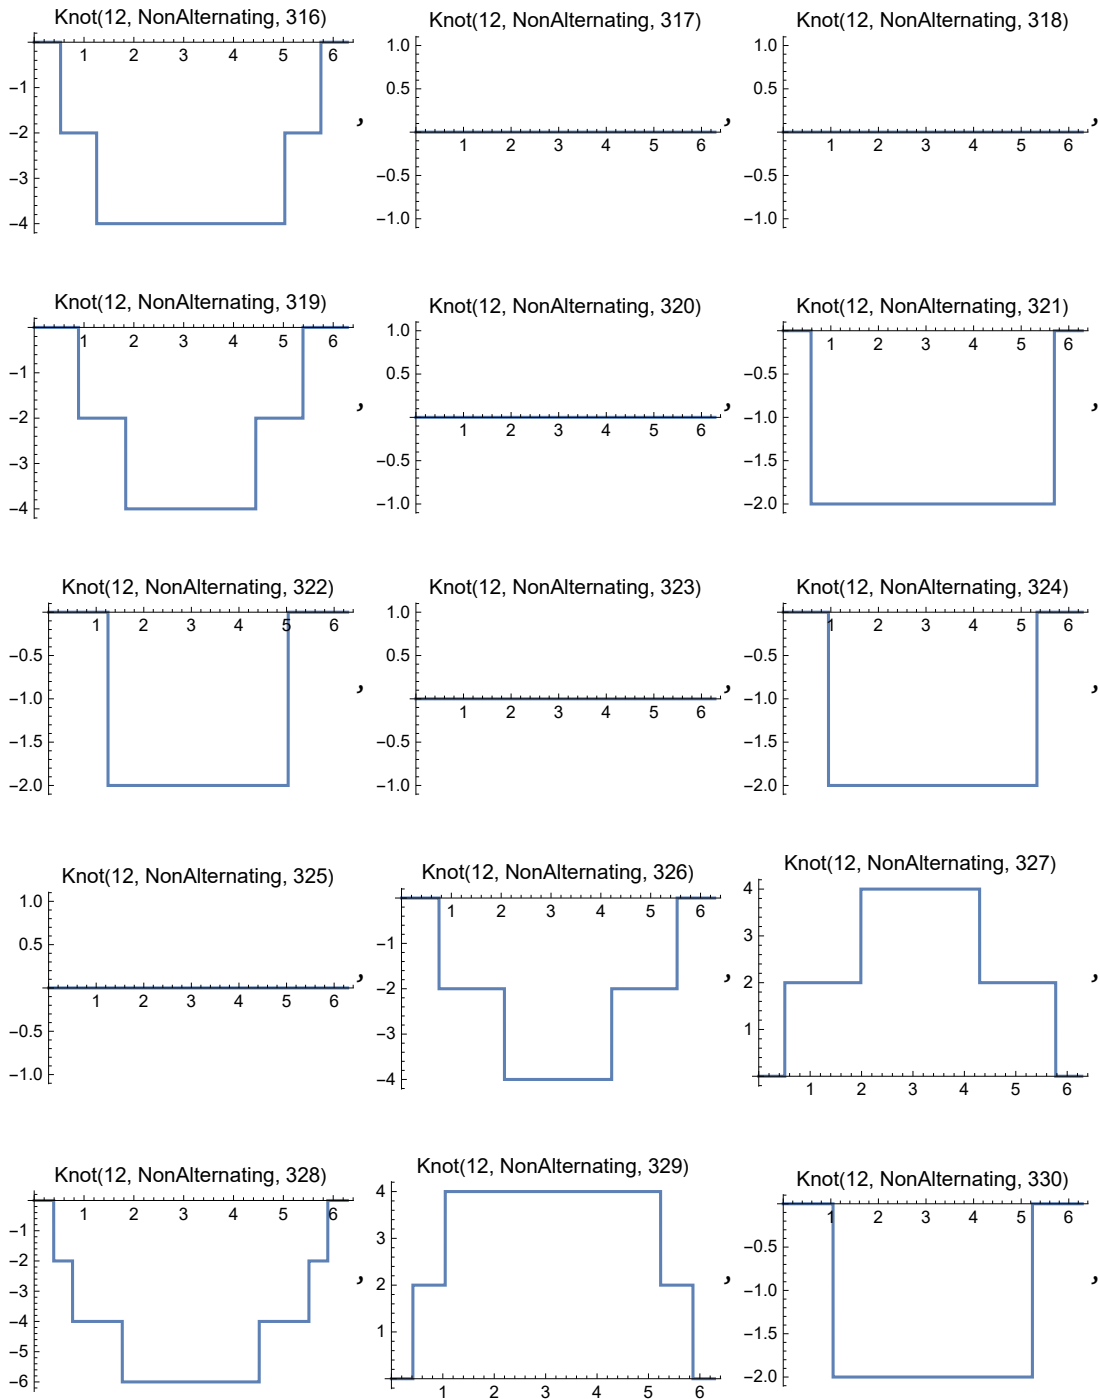 Knot(12, NonAlternating, 316)
1 2 3 4 5 6
−1
−2
−3
−4
,
Knot(12, NonAlternating, 317)
1.0
0.5
1 2 3 4 5 6
−0.5
−1.0
,
Knot(12, NonAlternating, 318)
1.0
0.5
1 2 3 4 5 6
−0.5
−1.0
,
Knot(12, NonAlternating, 319)
1 2 3 4 5 6
−1
−2
−3
−4
,
Knot(12, NonAlternating, 320)
1.0
0.5
1 2 3 4 5 6
−0.5
−1.0
,
Knot(12, NonAlternating, 321)
1 2 3 4 5 6
−0.5
−1.0
−1.5
−2.0
,
Knot(12, NonAlternating, 322)
1 2 3 4 5 6
−0.5
−1.0
−1.5
−2.0
,
Knot(12, NonAlternating, 323)
1.0
0.5
1 2 3 4 5 6
−0.5
−1.0
,
Knot(12, NonAlternating, 324)
1 2 3 4 5 6
−0.5
−1.0
−1.5
−2.0
,
Knot(12, NonAlternating, 325)
1.0
0.5
1 2 3 4 5 6
−0.5
−1.0
,
Knot(12, NonAlternating, 326)
1 2 3 4 5 6
−1
−2
−3
−4
,
Knot(12, NonAlternating, 327)
4
3
2
1
1 2 3 4 5 6
,
Knot(12, NonAlternating, 328)
1 2 3 4 5 6
−1
−2
−3
−4
−5
−6
,
Knot(12, NonAlternating, 329)
4
3
2
1
1 2 3 4 5 6
,
Knot(12, NonAlternating, 330)
1 2 3 4 5 6
−0.5
−1.0
−1.5
−2.0
,